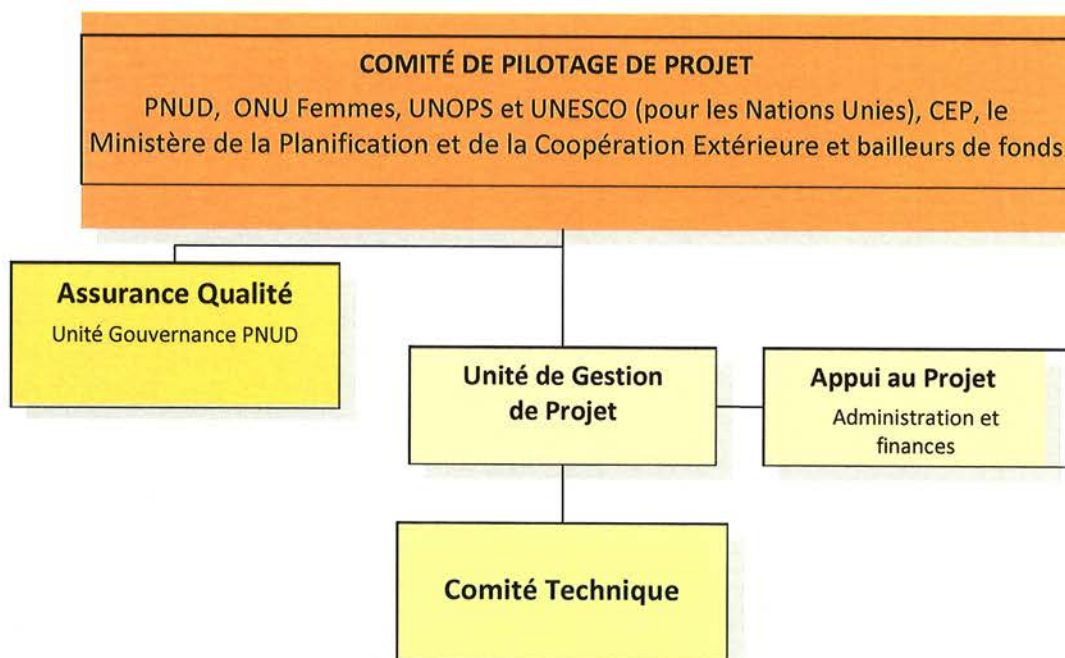 COMITÉ DE PILOTAGE DE PROJET
PNUD, ONU Femmes, UNOPS et UNESCO (pour les Nations Unies), CEP, le
Ministère de la Planification et de la Coopération Extérieure et bailleurs de fonds
Assurance Qualité
Unité Gouvernance PNUD
Unité de Gestion
de Projet
Appui au Projet
Administration et
finances
Comité Technique